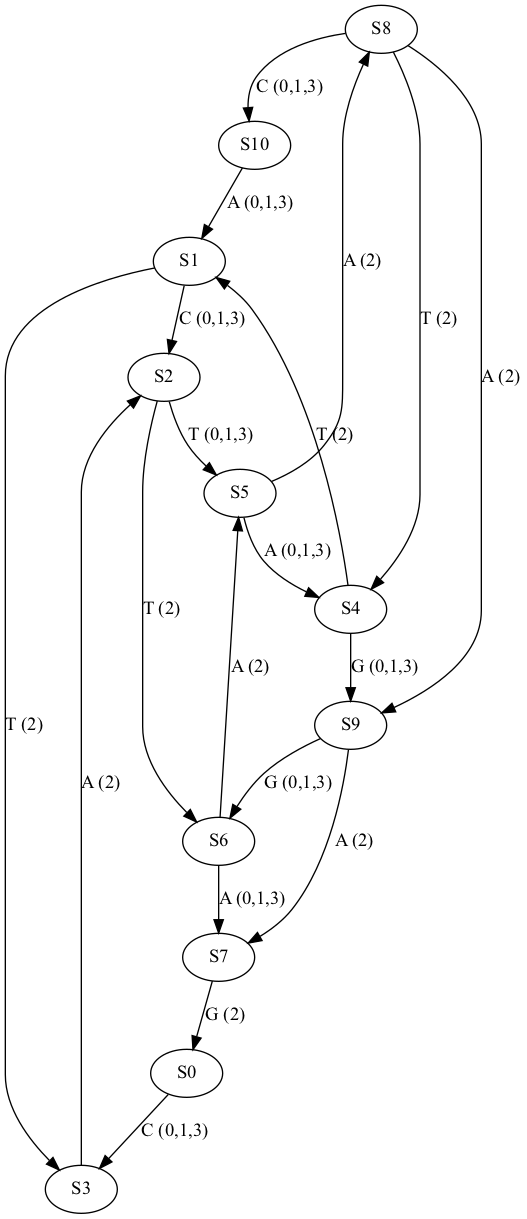 S8
C (0,1,3)
S10
A (0,1,3)
S1
A (2)
C (0,1,3)
T (2)
S2
A (2)
T (0,1,3)
T (2)
S5
A (0,1,3)
S4
T (2)
A (2)
G (0,1,3)
S9
T (2)
A (2)
G (0,1,3)
S6
A (2)
A (0,1,3)
S7
G (2)
S0
C (0,1,3)
S3